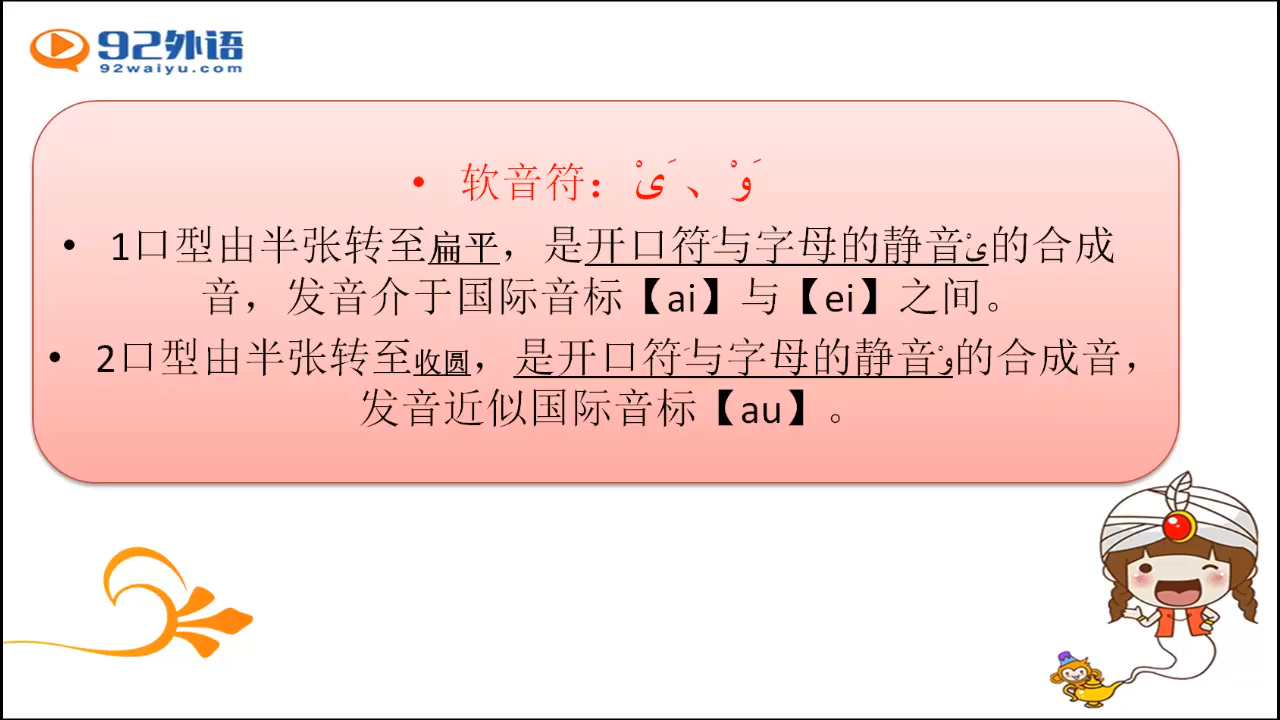 92外语
92waiyu.com
• 软音符: َىْ 、 َوْ
• 1口型由半张转至扁平，是开口符َ与字母的静音ىْ的合成
音，发音介于国际音标【ai】与【ei】之间。
• 2口型由半张转至收圆，是开口符َ与字母的静音وْ的合成音，
发音近似国际音标【au】。